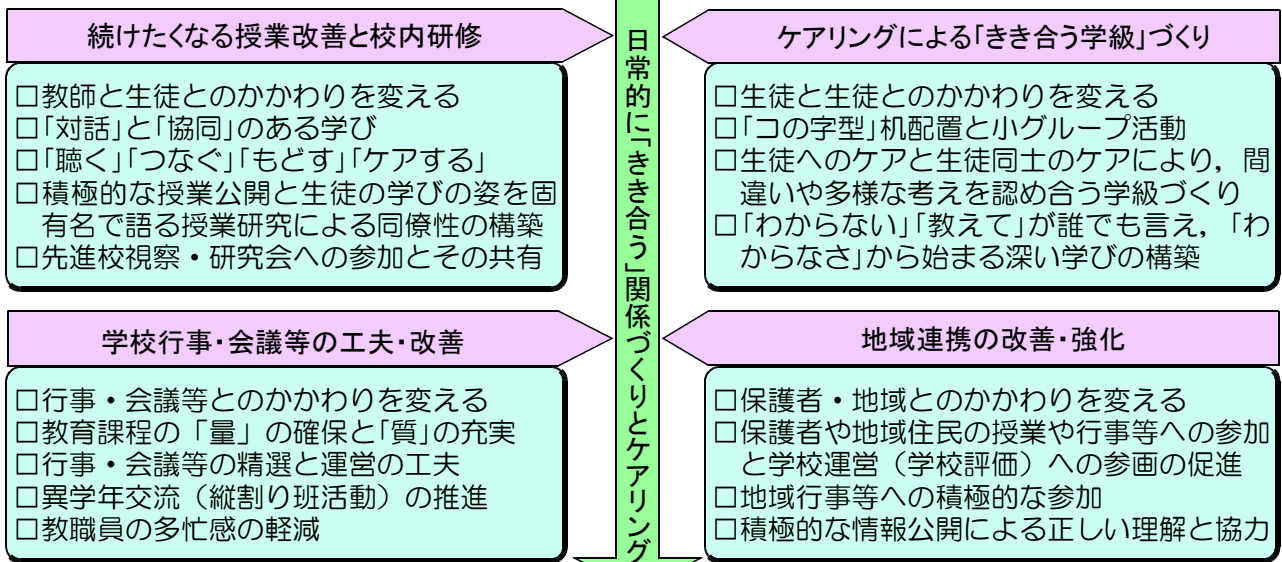 続けたくなる授業改善と校内研修
□教師と生徒とのかかわりを変える
□「対話」と「協同」のある学び
□「聴く」「つなぐ」「もどす」「ケアする」
□積極的な授業公開と生徒の学びの姿を固
有名で語る授業研究による同僚性の構築
□先進校視察・研究会への参加とその共有
日常的に「きき合う」関係づくりとケアリング
ケアリングによる「きき合う学級」づくり
□生徒と生徒とのかかわりを変える
□「コの字型」机配置と小グループ活動
□生徒へのケアと生徒同士のケアにより，間
違いや多様な考えを認め合う学級づくり
□「わからない」「教えて」が誰でも言え，「わ
からなさ」から始まる深い学びの構築
学校行事・会議等の工夫・改善
□行事・会議等とのかかわりを変える
□教育課程の「量」の確保と「質」の充実
□行事・会議等の精選と運営の工夫
□異学年交流（縦割り班活動）の推進
□教職員の多忙感の軽減
地域連携の改善・強化
□保護者・地域とのかかわりを変える
□保護者や地域住民の授業や行事等への参加
と学校運営（学校評価）への参画の促進
□地域行事等への積極的な参加
□積極的な情報公開による正しい理解と協力